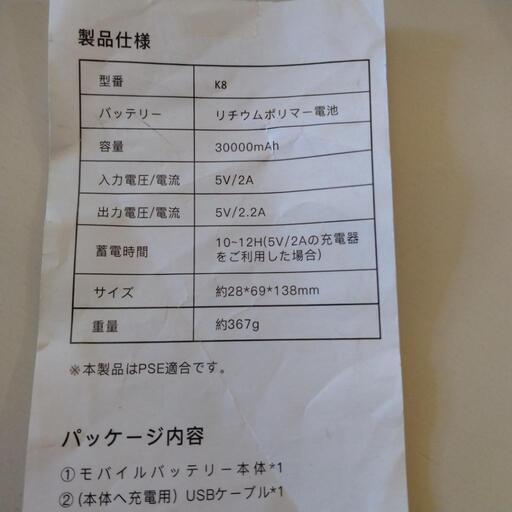 製品仕様
型番 K8
バッテリー リチウムポリマー電池
容量 30000mAh
入力電圧/電流 5V/2A
出力電圧/電流 5V/2.2A
蓄電時間 10~12H(5V/2Aの充電器
をご利用した場合)
サイズ 約28*69*138mm
重量 約367g
※本製品はPSE適合です。
パッケージ内容
①モバイルバッテリー本体*1
②(本体へ充電用) USBケーブル*1